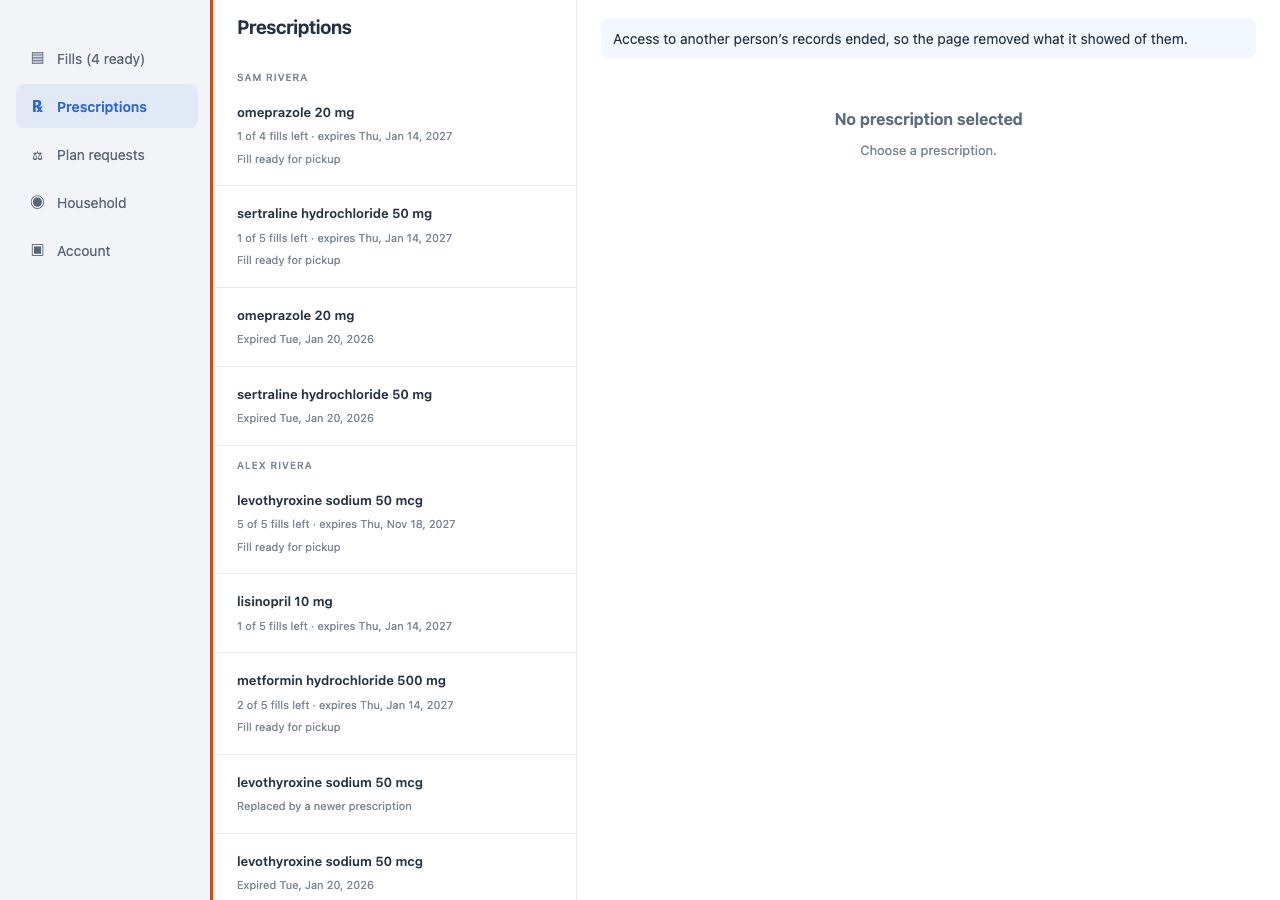 Fills (4 ready)
Prescriptions
Plan requests
Household
Account
Prescriptions
SAM RIVERA
omeprazole 20 mg
1 of 4 fills left · expires Thu, Jan 14, 2027
Fill ready for pickup
sertraline hydrochloride 50 mg
1 of 5 fills left · expires Thu, Jan 14, 2027
Fill ready for pickup
omeprazole 20 mg
Expired Tue, Jan 20, 2026
sertraline hydrochloride 50 mg
Expired Tue, Jan 20, 2026
ALEX RIVERA
levothyroxine sodium 50 mcg
5 of 5 fills left · expires Thu, Nov 18, 2027
Fill ready for pickup
lisinopril 10 mg
1 of 5 fills left · expires Thu, Jan 14, 2027
metformin hydrochloride 500 mg
2 of 5 fills left · expires Thu, Jan 14, 2027
Fill ready for pickup
levothyroxine sodium 50 mcg
Replaced by a newer prescription
levothyroxine sodium 50 mcg
Expired Tue, Jan 20, 2026
Access to another person’s records ended, so the page removed what it showed of them.
No prescription selected
Choose a prescription.